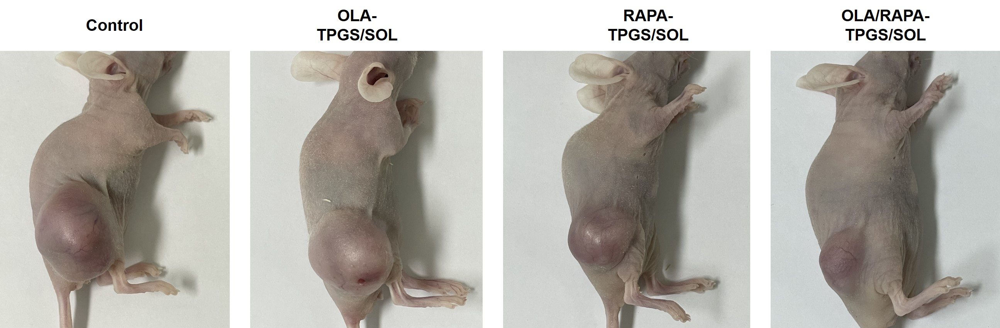 Control
OLA-
TPGS/SOL
RAPA-
TPGS/SOL
OLA/RAPA-
TPGS/SOL